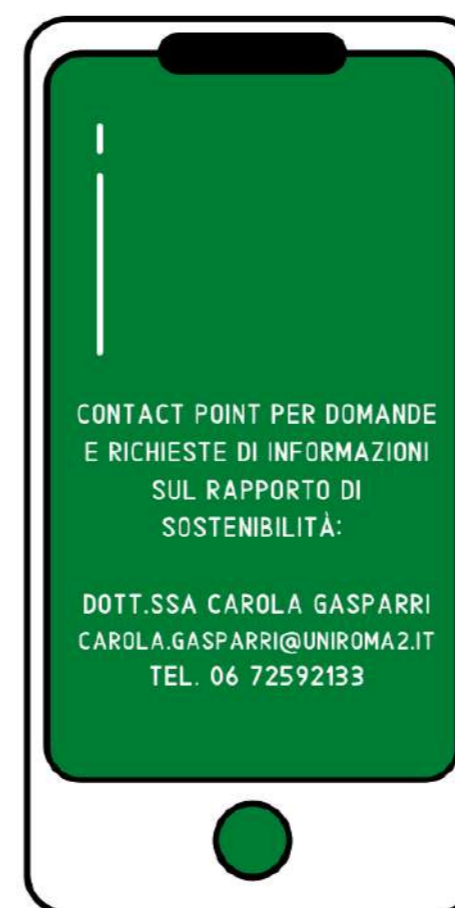 CONTACT POINT PER DOMANDE
E RICHIESTE DI INFORMAZIONI
SUL RAPPORTO DI
SOSTENIBILITÀ:
DOTT.SSA CAROLA GASPARRI
CAROLA.GASPARRI@UNIROMA2.IT
TEL. 06 72592133